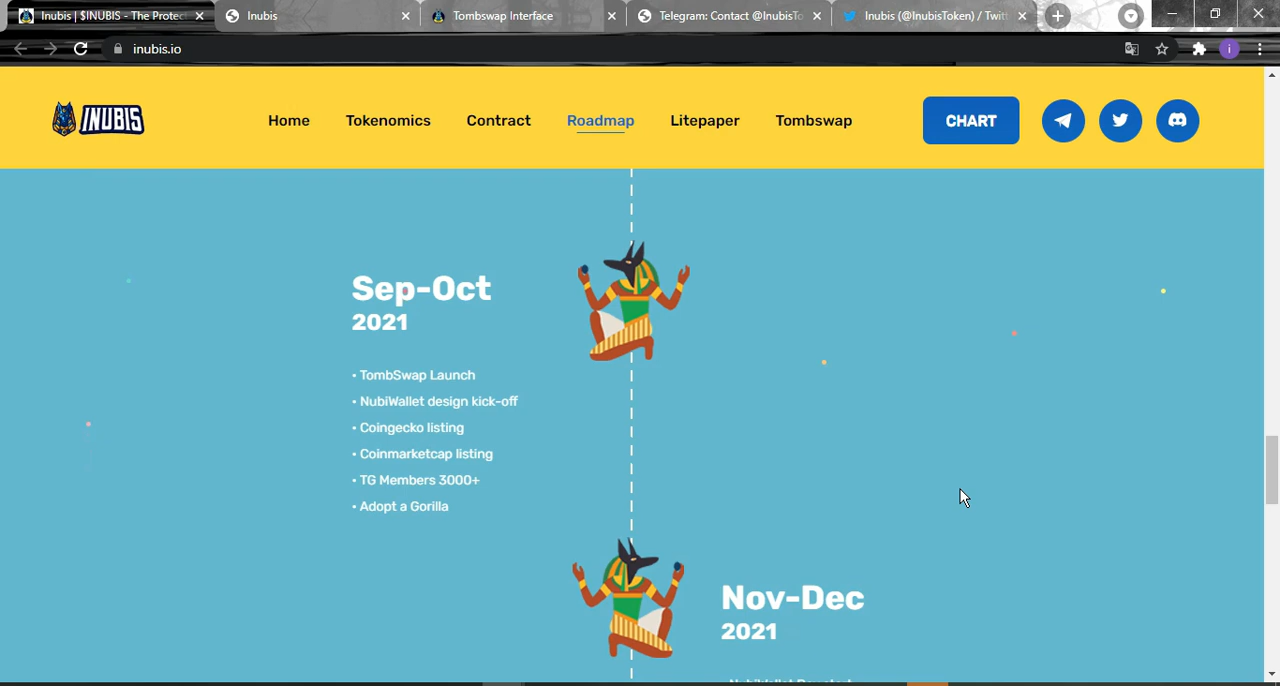 Inubis | $INUBIS - The Protec
Inubis
Tombswap Interface
Telegram: Contact @InubisTo
Inubis (@InubisToken) / Twitt
inubis.io
i
INUBIS
Home
Tokenomics
Contract
Roadmap
Litepaper
Tombswap
CHART
Sep-Oct
2021
• TombSwap Launch
• NubiWallet design kick-off
• Coingecko listing
• Coinmarketcap listing
• TG Members 3000+
• Adopt a Gorilla
Nov-Dec
2021